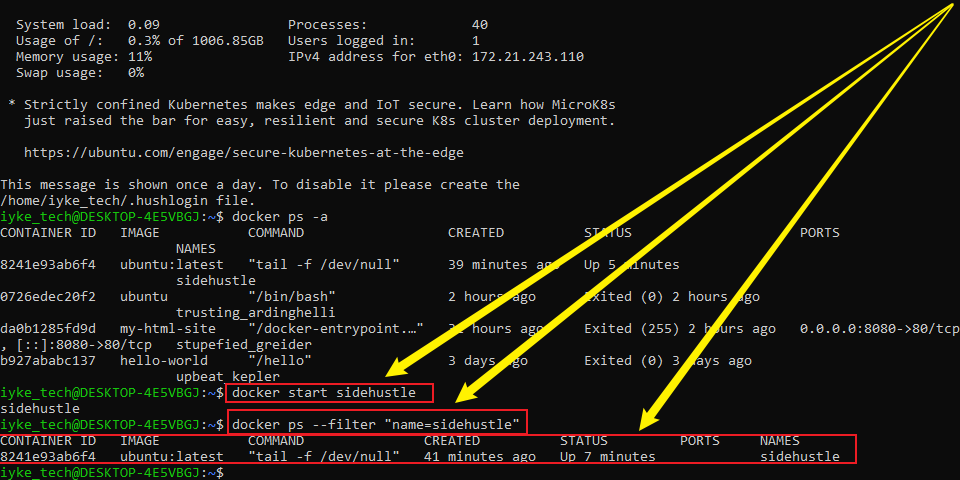 System load:  0.09                Processes:             40
Usage of /:   0.3% of 1006.85GB   Users logged in:       1
Memory usage: 11%                 IPv4 address for eth0: 172.21.243.110
Swap usage:   0%
* Strictly confined Kubernetes makes edge and IoT secure. Learn how MicroK8s
just raised the bar for easy, resilient and secure K8s cluster deployment.
https://ubuntu.com/engage/secure-kubernetes-at-the-edge
This message is shown once a day. To disable it please create the
/home/iyke_tech/.hushlogin file.
iyke_tech@DESKTOP-4E5VBGJ:~$ docker ps -a
CONTAINER ID   IMAGE           COMMAND                  CREATED          STATUS                     PORTS
NAMES
8241e93ab6f4   ubuntu:latest   "tail -f /dev/null"      39 minutes ago   Up 5 minutes
sidehustle
0726edec20f2   ubuntu          "/bin/bash"              2 hours ago      Exited (0) 2 hours ago
trusting_ardinghelli
da0b1285fd9d   my-html-site    "/docker-entrypoint.…"   hours ago     Exited (255) 2 hours ago   0.0.0.0:8080->80/tcp
, [::]:8080->80/tcp   stupefied_greider
b927ababc137   hello-world     "/hello"                 3 days ago       Exited (0) 3 days ago
upbeat_kepler
iyke_tech@DESKTOP-4E5VBGJ:~$ docker start sidehustle
sidehustle
iyke_tech@DESKTOP-4E5VBGJ:~$ docker ps --filter "name=sidehustle"
CONTAINER ID   IMAGE           COMMAND               CREATED          STATUS         PORTS     NAMES
8241e93ab6f4   ubuntu:latest   "tail -f /dev/null"   41 minutes ago   Up 7 minutes             sidehustle
iyke_tech@DESKTOP-4E5VBGJ:~$